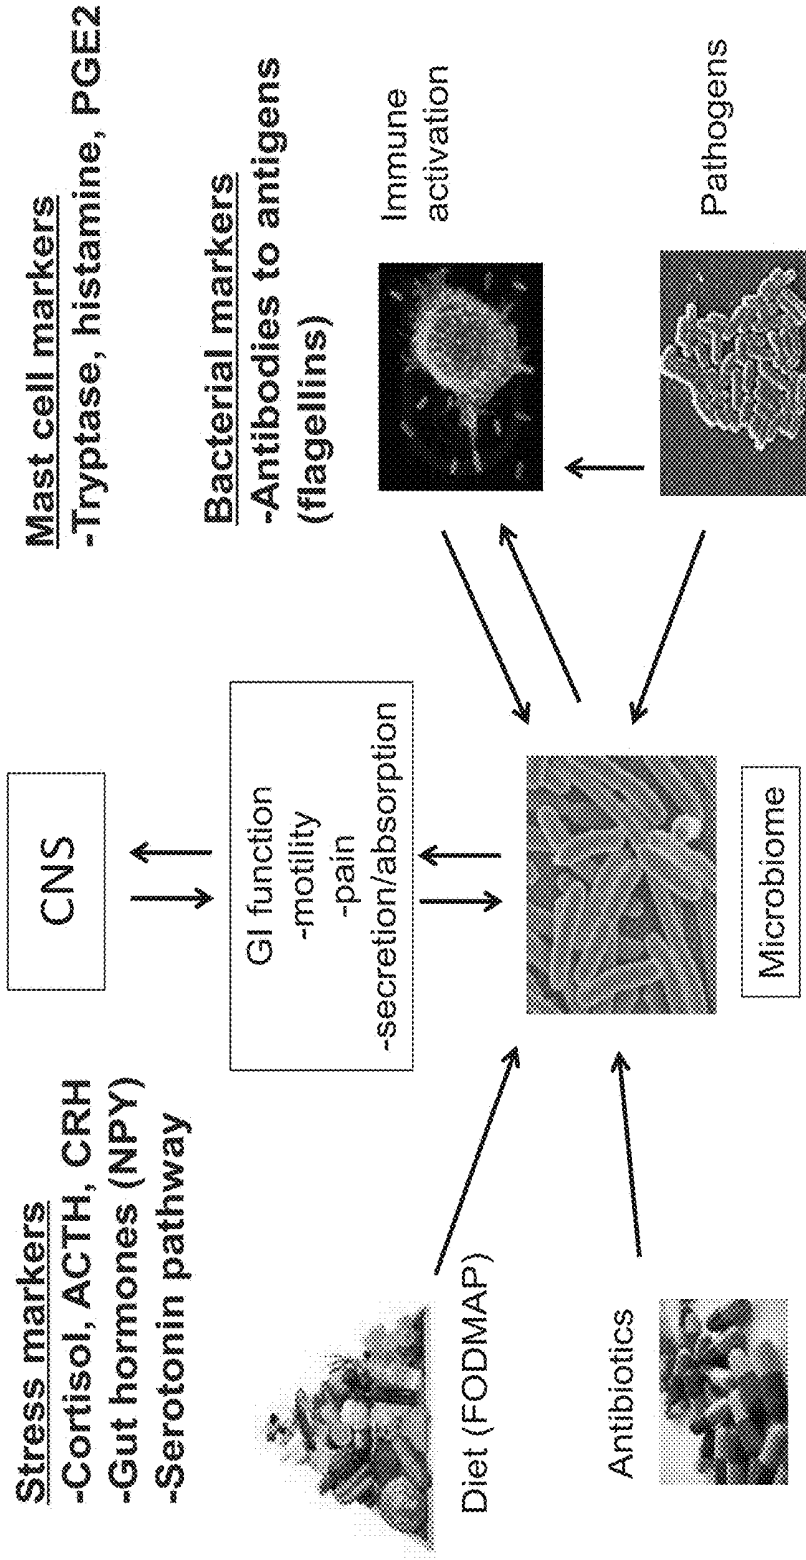 Stress markers
-Cortisol, ACTH, CRH
-Gut hormones (NPY)
-Serotonin pathway
CNS
Mast cell markers
-Tryptase, histamine, PGE2
Bacterial markers
-Antibodies to antigens
(flagellins)
GI function
-motility
-pain
-secretion/absorption
Immune
activation
Diet (FODMAP)
Antibiotics
Microbiome
Pathogens